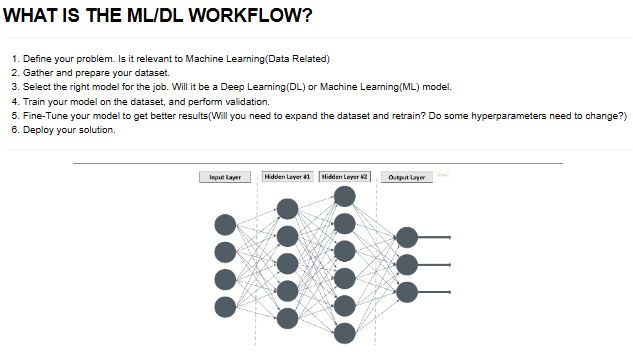 WHAT IS THE ML/DL WORKFLOW?
1. Define your problem. Is it relevant to Machine Learning(Data Related)
2. Gather and prepare your dataset.
3. Select the right model for the job. Will it be a Deep Learning(DL) or Machine Learning(ML) model.
4. Train your model on the dataset, and perform validation.
5. Fine-Tune your model to get better results(Will you need to expand the dataset and retrain? Do some hyperparameters need to change?)
6. Deploy your solution.
Input Layer Hidden Layer #1 Hidden Layer #2 Output Layer